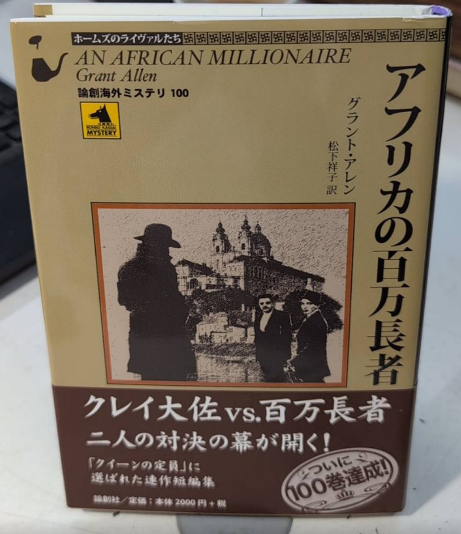 ホームズのライヴァルたち
AN AFRICAN MILLIONAIRE
Grant Allen
論創海外ミステリ 100
RONSO KAIGAI
MYSTERY
アフリカの百万長者
グラント・アレン
松下祥子 訳
クレイ大佐 vs.百万長者
二人の対決の幕が開く!
「クイーンの定員」に
選ばれた連作短編集
論創社/定価:本体2000円+税
ついに
100巻達成!